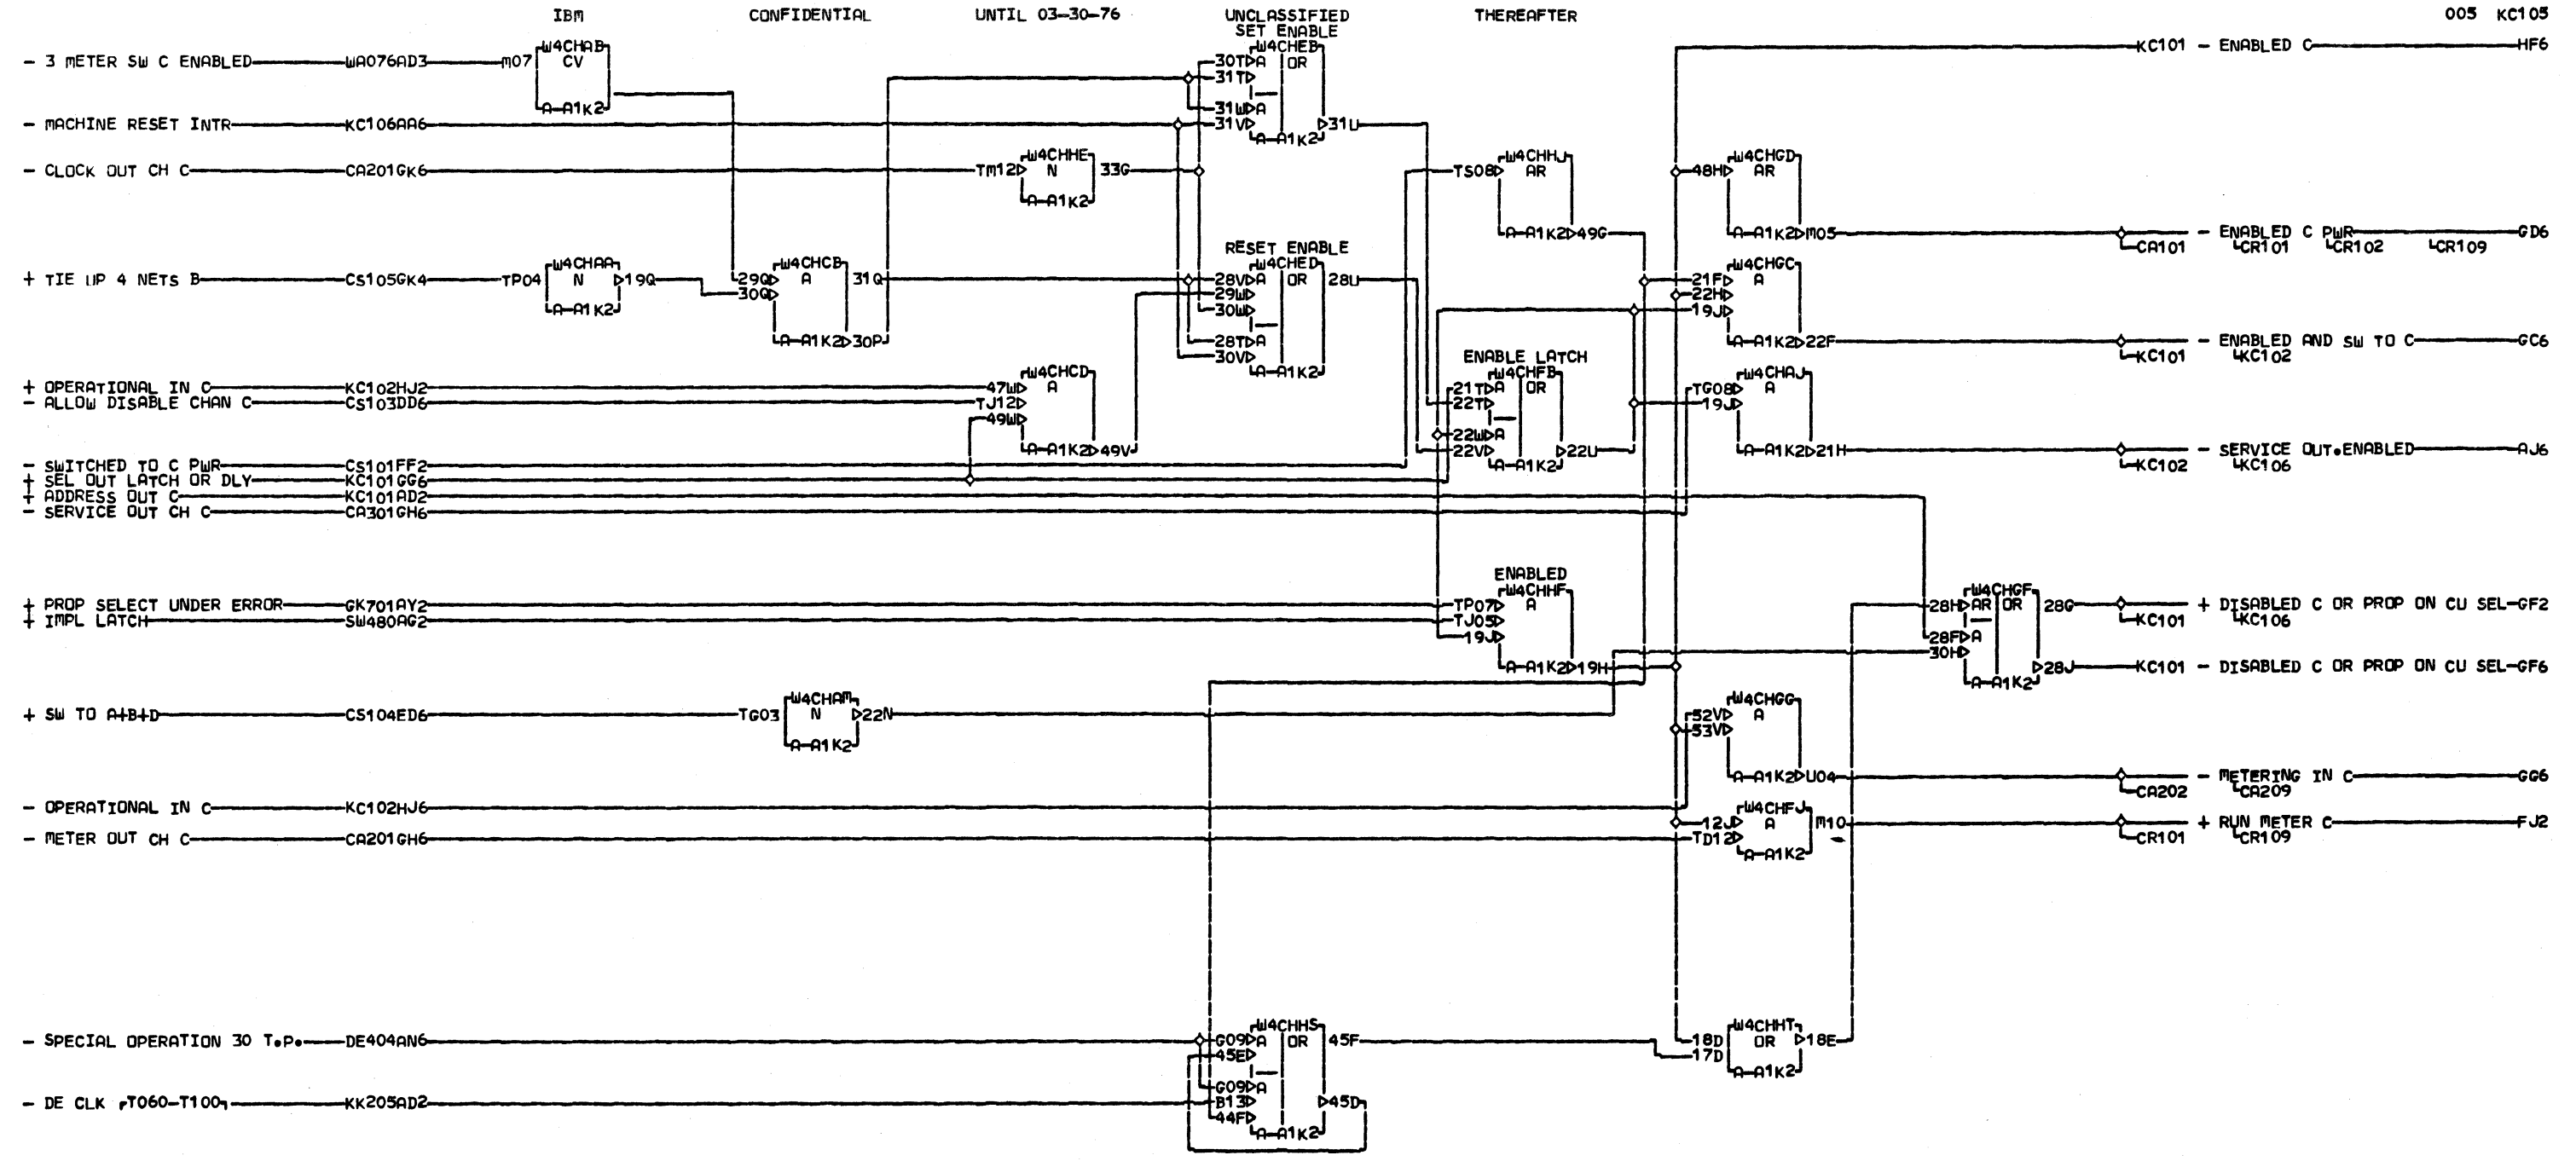 IBM CONFIDENTIAL UNTIL 03-30-76 UNCLASSIFIED THEREAFTER 005 KC105
SET ENABLE
- 3 METER SW C ENABLED WA076AD3 M07 W4CHAB CV A-A1K2
W4CHEB 30T A OR 31T 31W A 31V 31U A-A1K2
KC101 - ENABLED C HF6
- MACHINE RESET INTR KC106AA6
- CLOCK OUT CH C CA201GK6 TM12 W4CHHE N 33G A-A1K2
TS08 W4CHHJ AR A-A1K2 49G
48H W4CHGD AR A-A1K2 M05
- ENABLED C PWR GD6
CA101 CR101 CR102 CR109
RESET ENABLE
+ TIE UP 4 NETS B CS105GK4 TP04 W4CHAA N 19Q A-A1K2
29Q 30Q W4CHCB A 31Q A-A1K2 30P
W4CHED 28V A OR 28U 29W 30W 28T A 30V A-A1K2
21F 22H 19J W4CHGC A A-A1K2 22F
- ENABLED AND SW TO C GC6
KC101 KC102
ENABLE LATCH
+ OPERATIONAL IN C KC102HJ2 47W W4CHCD A
- ALLOW DISABLE CHAN C CS103DD6 TJ12
49W A-A1K2 49V
W4CHFB 21T A OR 22T 22W A 22V 22U A-A1K2
TG08 19J W4CHAJ A A-A1K2 21H
- SERVICE OUT.ENABLED AJ6
KC102 KC106
- SWITCHED TO C PWR CS101FF2
+ SEL OUT LATCH OR DLY KC101GG6
+ ADDRESS OUT C KC101AD2
- SERVICE OUT CH C CA301GH6
ENABLED
+ PROP SELECT UNDER ERROR GK701AY2 TP07 W4CHHF A
+ IMPL LATCH SW480AG2 TJ05
19J A-A1K2 19H
W4CHGF 28H AR OR 28G 28F A 30H 28J A-A1K2
+ DISABLED C OR PROP ON CU SEL-GF2
KC101 KC106
KC101 - DISABLED C OR PROP ON CU SEL-GF6
+ SW TO A+B+D CS104ED6 TG03 W4CHAM N 22N A-A1K2
52V 53V W4CHGG A A-A1K2 U04
- METERING IN C GG6
CA202 CA209
- OPERATIONAL IN C KC102HJ6
- METER OUT CH C CA201GH6
12J TD12 W4CHFJ A M10 A-A1K2
+ RUN METER C FJ2
CR101 CR109
- SPECIAL OPERATION 30 T.P. DE404AN6
G09 A W4CHHS OR 45F 45E G09 A B13 45D 44F A-A1K2
18D 17D W4CHHT OR 18E A-A1K2
- DE CLK T060-T100 KK205AD2